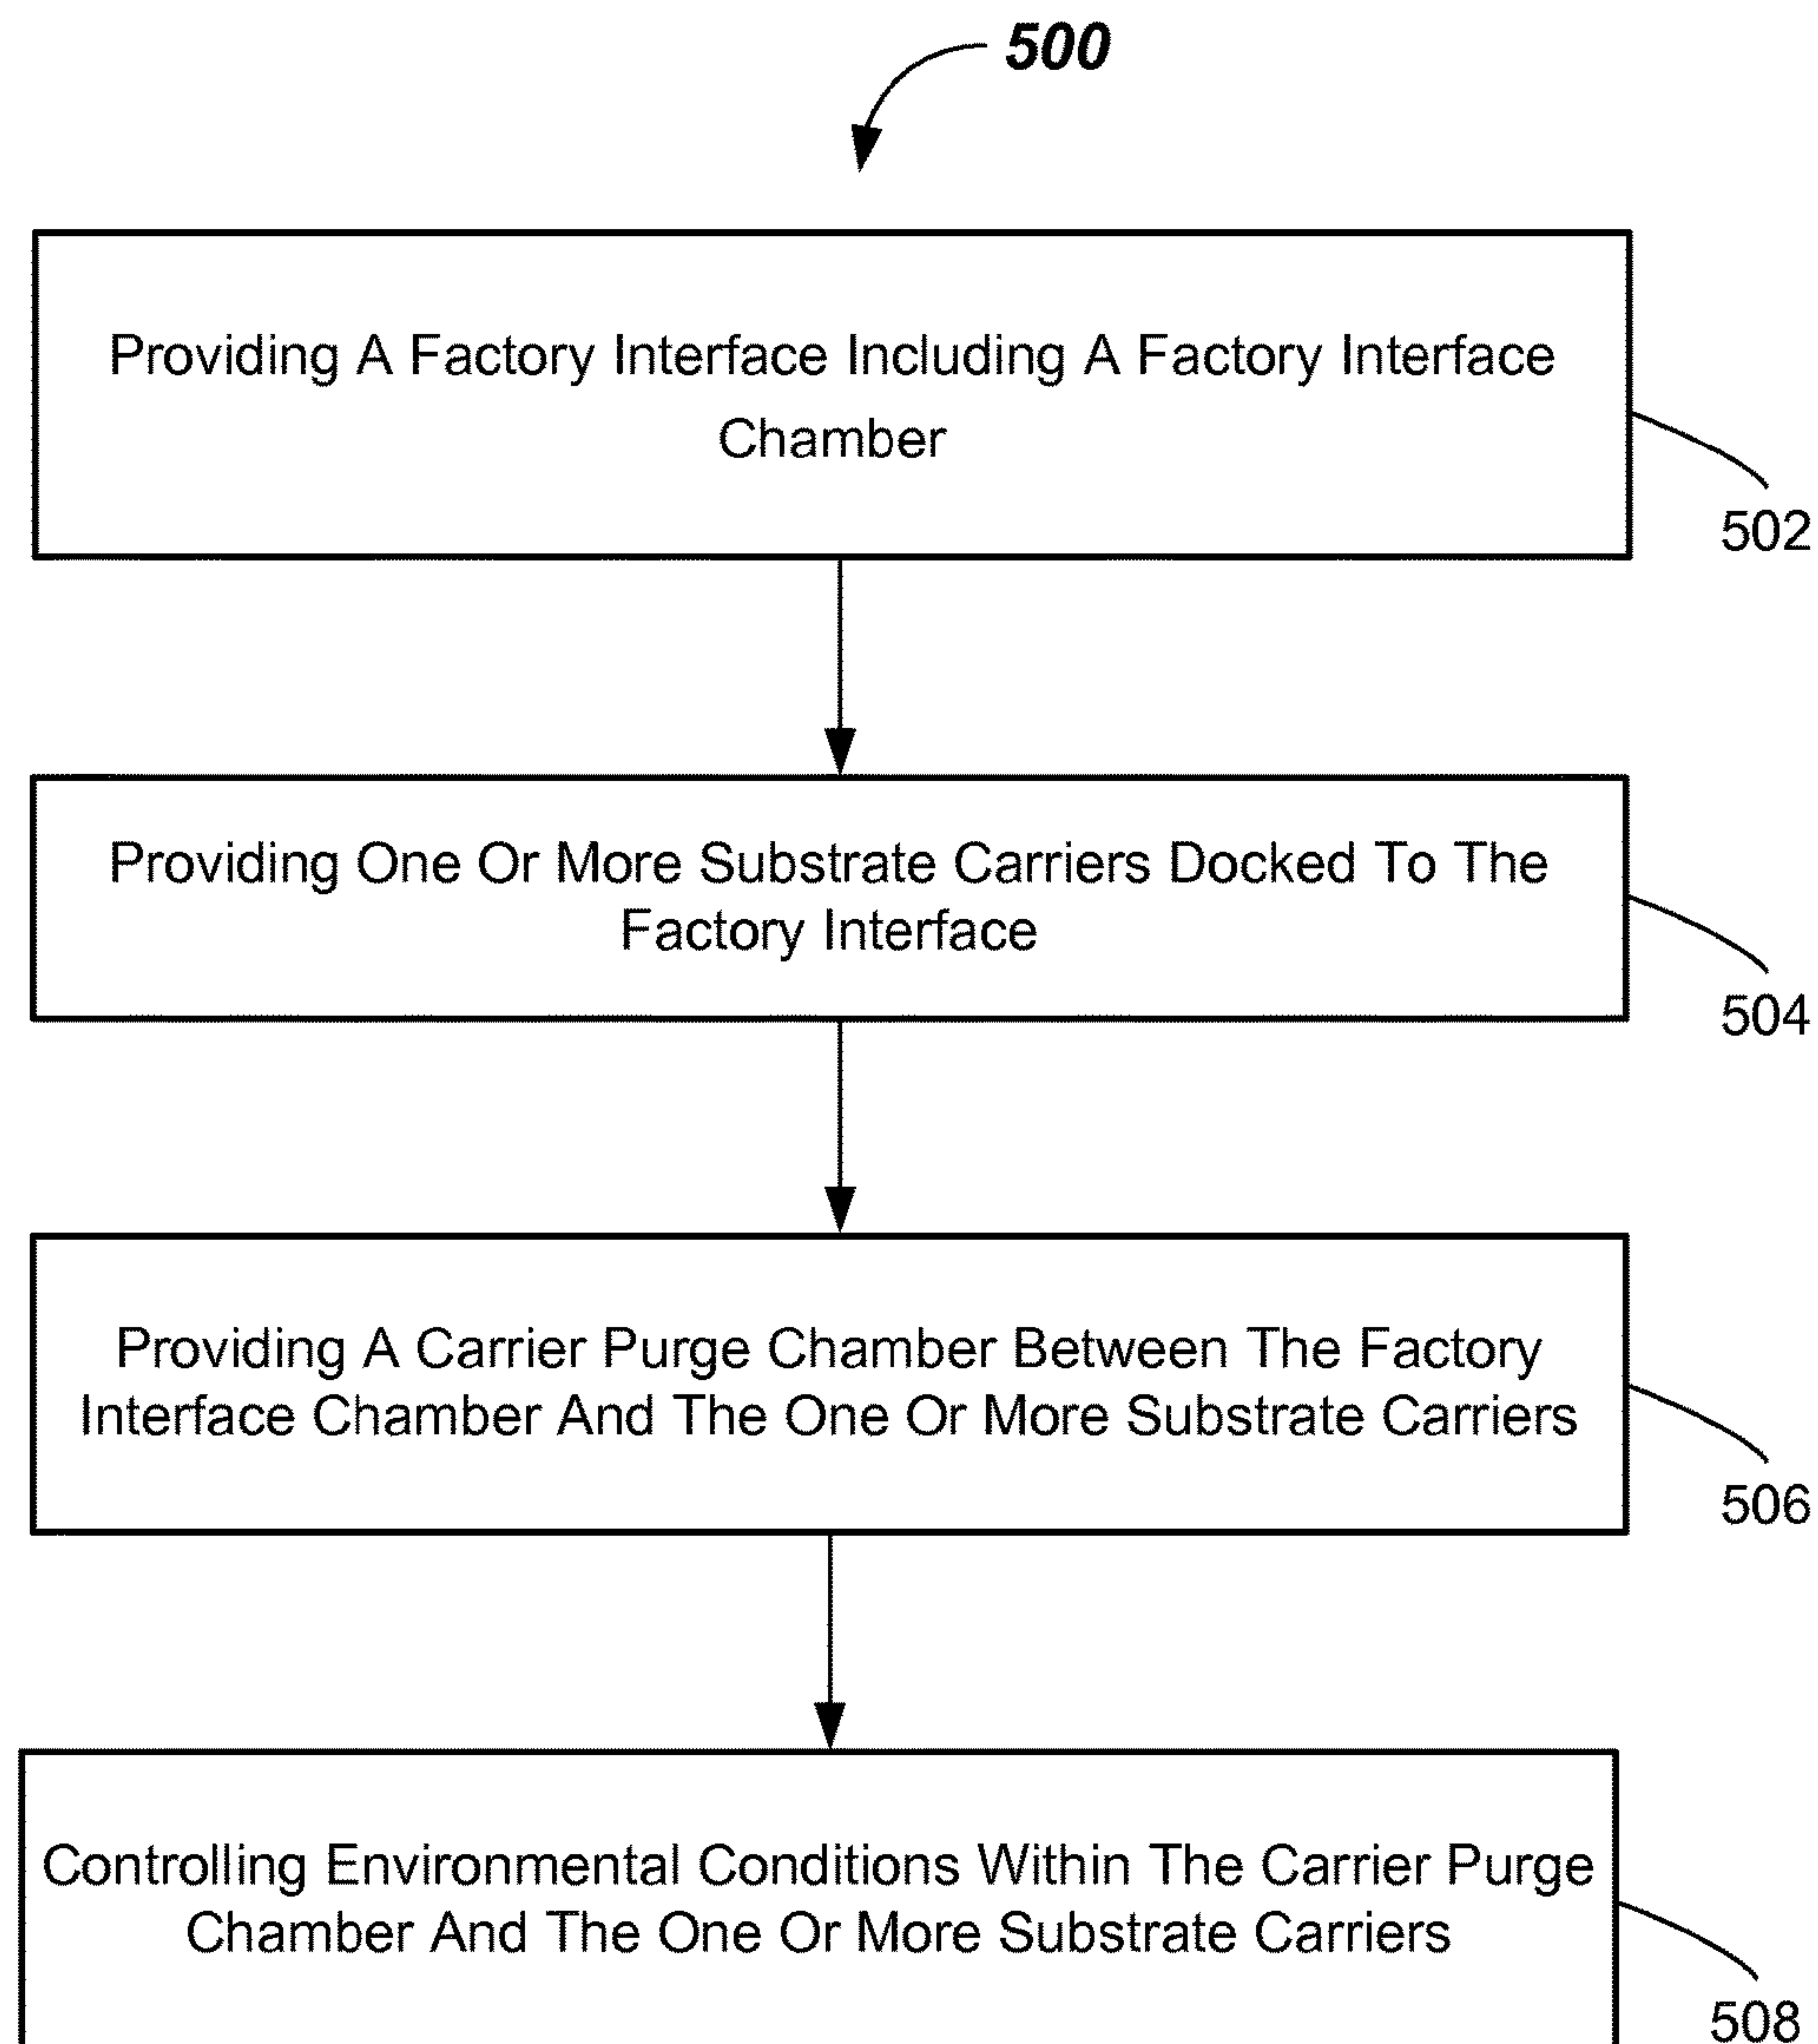 500
Providing A Factory Interface Including A Factory Interface
Chamber
502
Providing One Or More Substrate Carriers Docked To The
Factory Interface
504
Providing A Carrier Purge Chamber Between The Factory
Interface Chamber And The One Or More Substrate Carriers
506
Controlling Environmental Conditions Within The Carrier Purge
Chamber And The One Or More Substrate Carriers
508